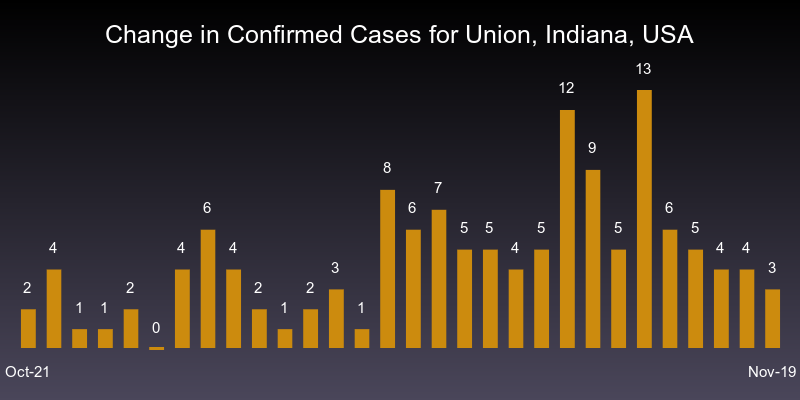 Change in Confirmed Cases for Union, Indiana, USA
2 4 1 1 2 0 4 6 4 2 1 2 3 1 8 6 7 5 5 4 5 12 9 5 13 6 5 4 4 3
Oct-21 Nov-19